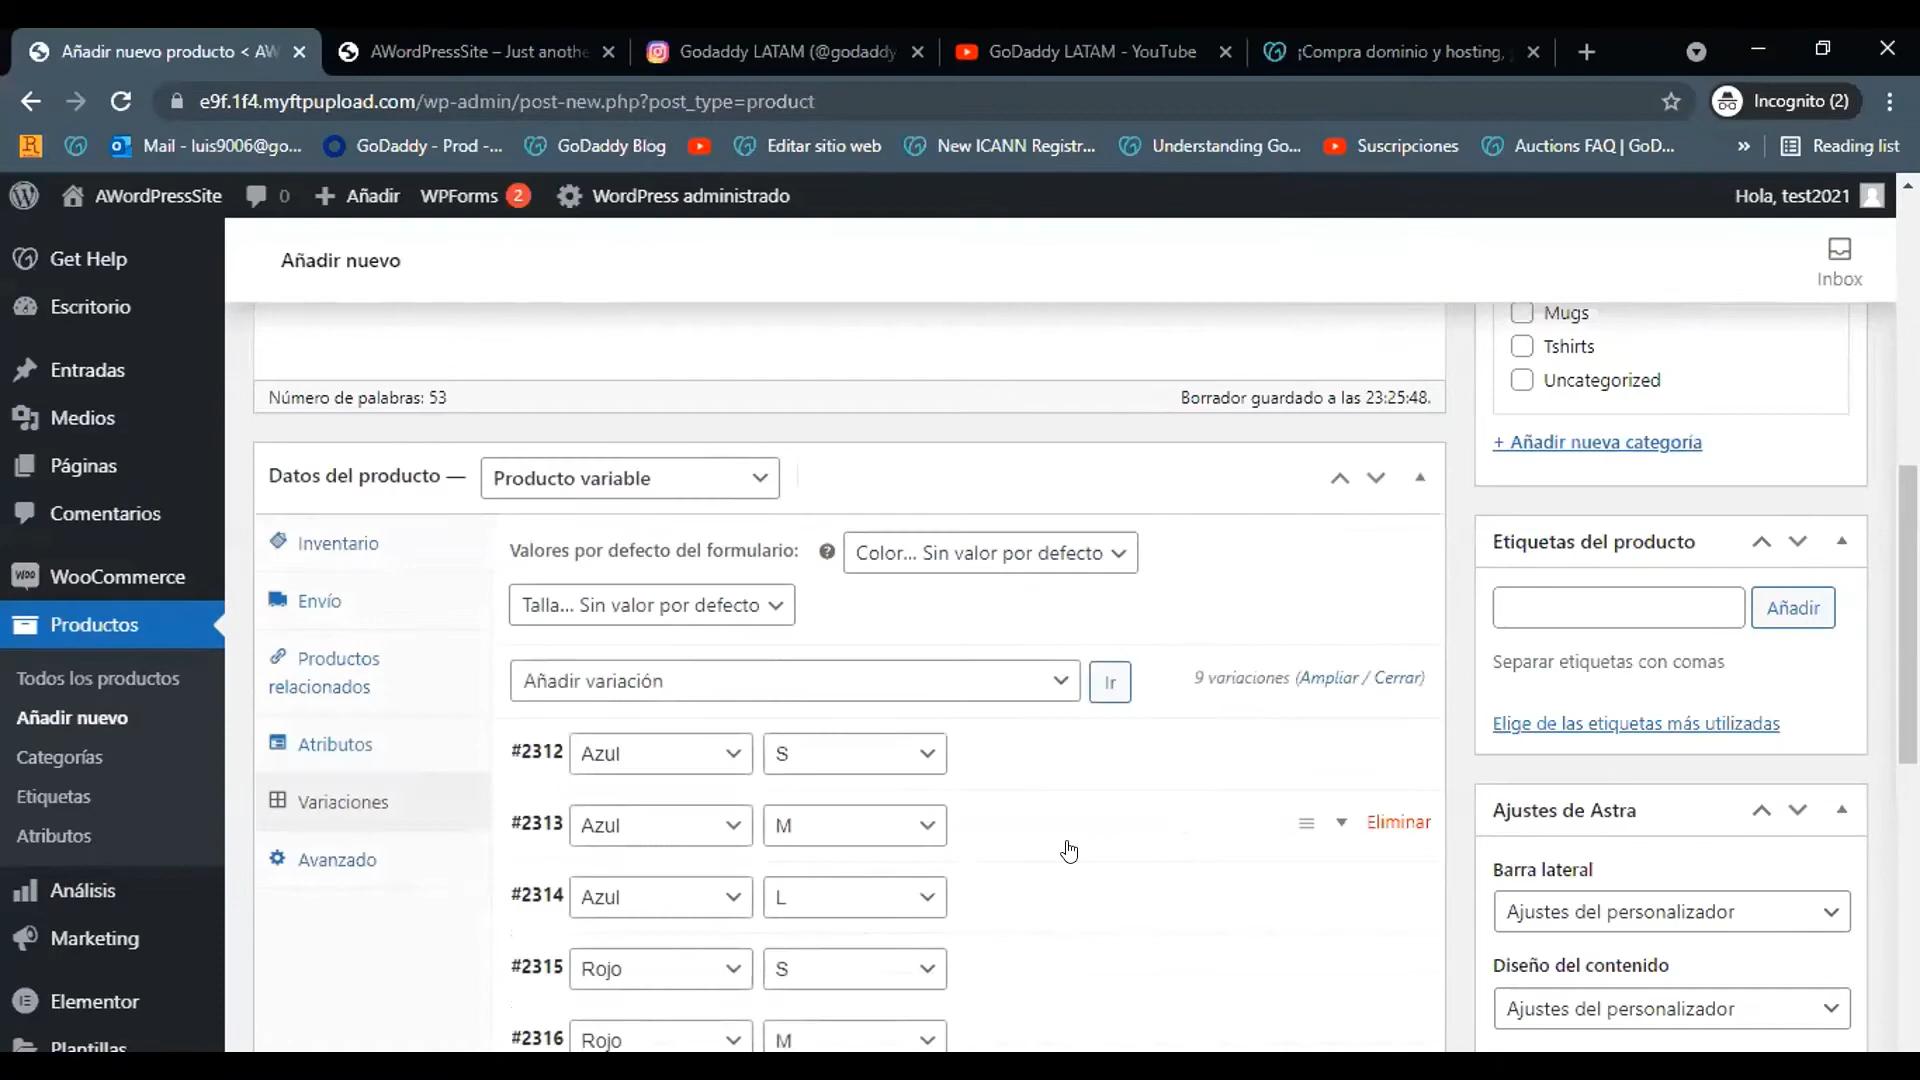 Añadir nuevo producto < AW
AWordPressSite – Just anothe
Godaddy LATAM (@godaddy
GoDaddy LATAM - YouTube
¡Compra dominio y hosting,
e9f.1f4.myftpupload.com/wp-admin/post-new.php?post_type=product
Incognito (2)
Mail - luis9006@go...
GoDaddy - Prod -...
GoDaddy Blog
Editar sitio web
New ICANN Registr...
Understanding Go...
Suscripciones
Auctions FAQ | GoD...
»
Reading list
AWordPressSite
0
Añadir
WPForms 2
WordPress administrado
Hola, test2021
Get Help
Escritorio
Entradas
Medios
Páginas
Comentarios
WooCommerce
Productos
Todos los productos
Añadir nuevo
Categorías
Etiquetas
Atributos
Análisis
Marketing
Elementor
Plantillas
Añadir nuevo
Inbox
Número de palabras: 53
Borrador guardado a las 23:25:48.
Datos del producto —
Producto variable
Inventario
Envío
Productos
relacionados
Atributos
Variaciones
Avanzado
Valores por defecto del formulario:
Color... Sin valor por defecto
Talla... Sin valor por defecto
Añadir variación
Ir
9 variaciones (Ampliar / Cerrar)
#2312 Azul S
#2313 Azul M
Eliminar
#2314 Azul L
#2315 Rojo S
#2316 Rojo M
Mugs
Tshirts
Uncategorized
+ Añadir nueva categoría
Etiquetas del producto
Añadir
Separar etiquetas con comas
Elige de las etiquetas más utilizadas
Ajustes de Astra
Barra lateral
Ajustes del personalizador
Diseño del contenido
Ajustes del personalizador